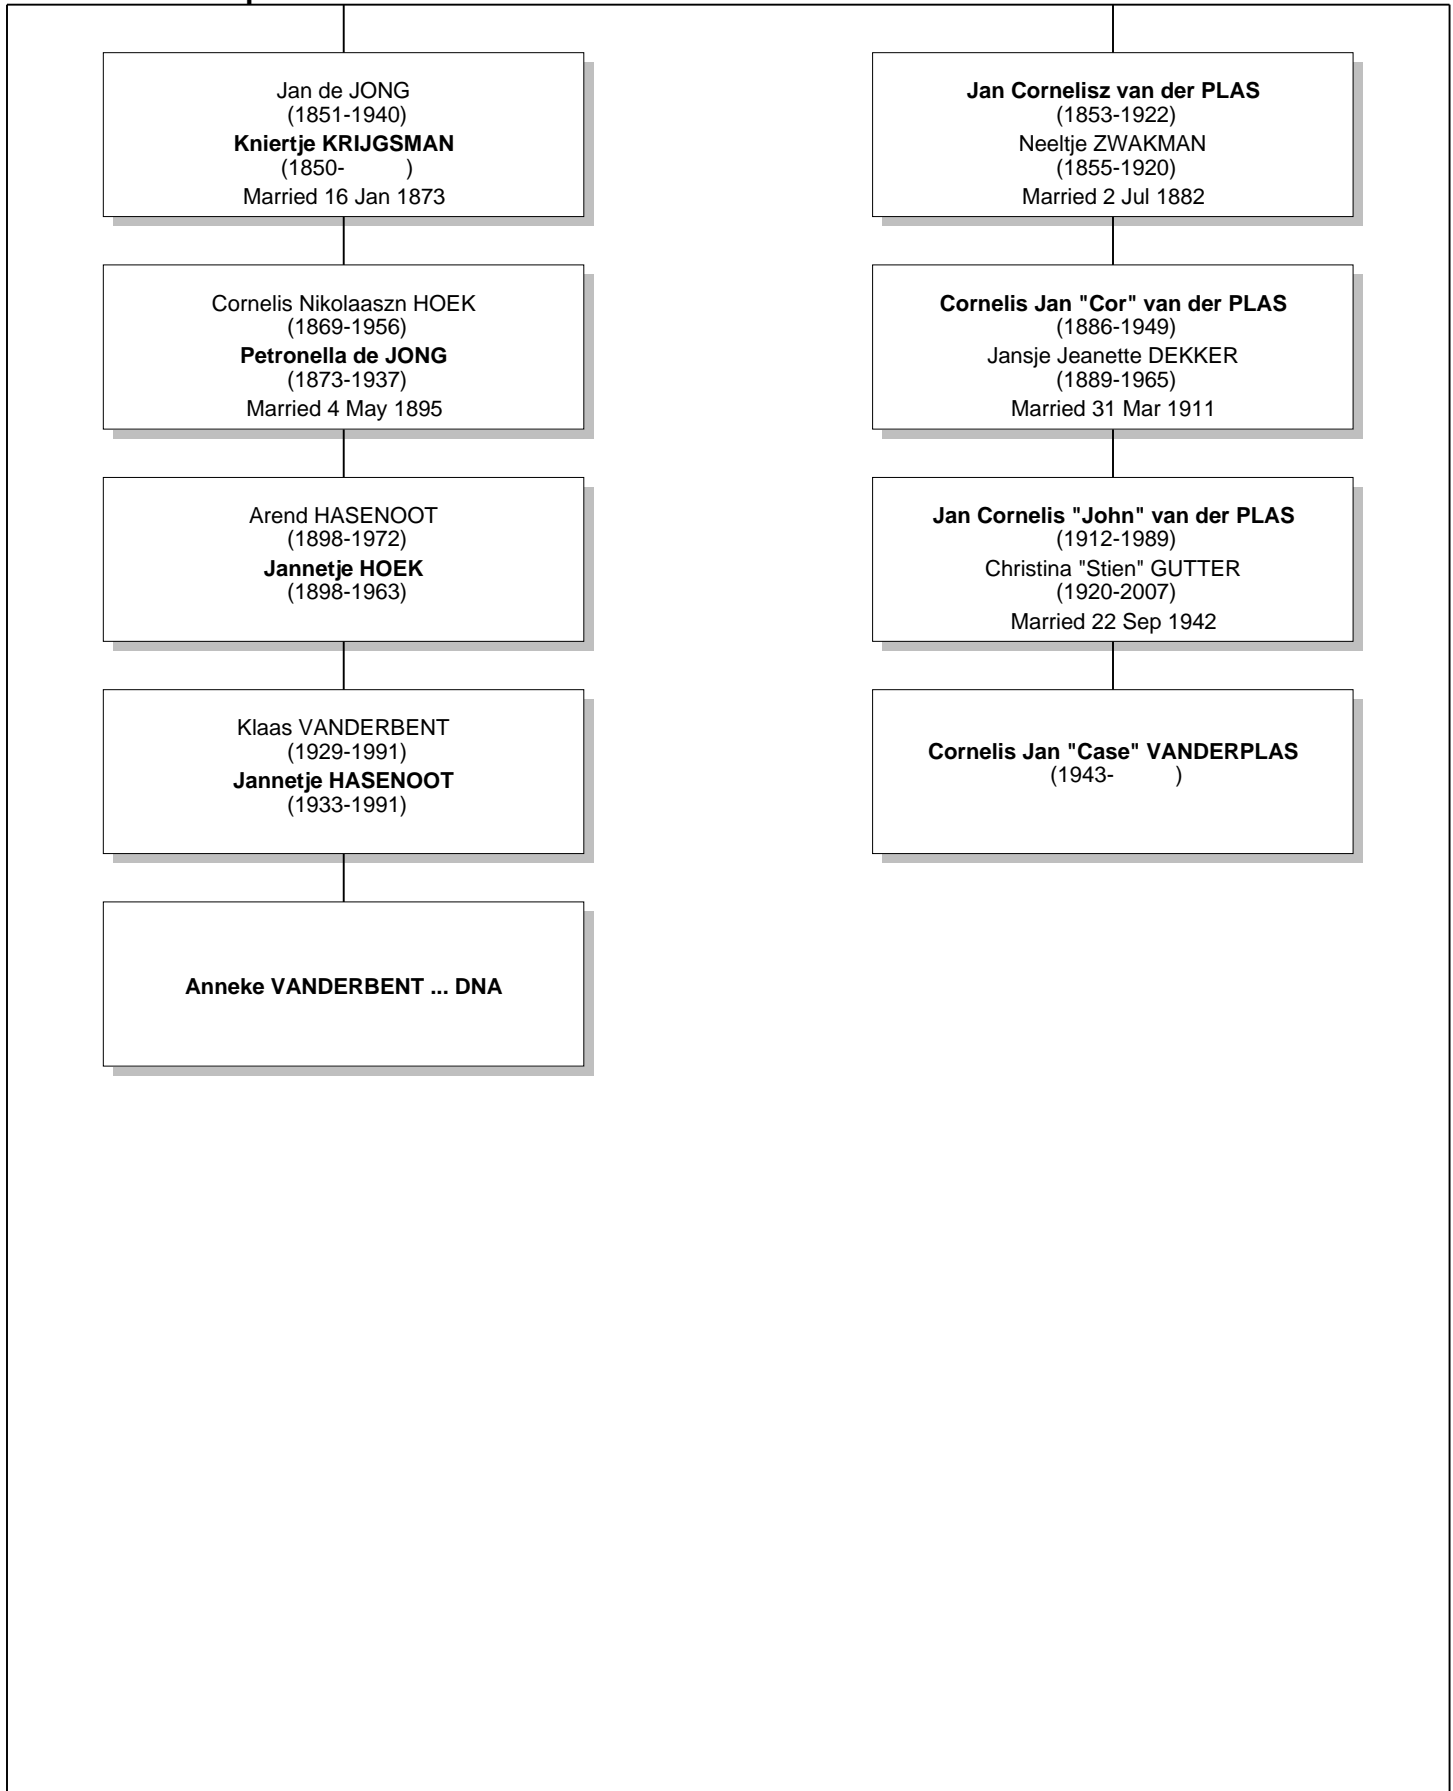 Jan de JONG
(1851-1940)
Kniertje KRIJGSMAN
(1850- )
Married 16 Jan 1873
Jan Cornelisz van der PLAS
(1853-1922)
Neeltje ZWAKMAN
(1855-1920)
Married 2 Jul 1882
Cornelis Nikolaaszn HOEK
(1869-1956)
Petronella de JONG
(1873-1937)
Married 4 May 1895
Cornelis Jan "Cor" van der PLAS
(1886-1949)
Jansje Jeanette DEKKER
(1889-1965)
Married 31 Mar 1911
Arend HASENOOT
(1898-1972)
Jannetje HOEK
(1898-1963)
Jan Cornelis "John" van der PLAS
(1912-1989)
Christina "Stien" GUTTER
(1920-2007)
Married 22 Sep 1942
Klaas VANDERBENT
(1929-1991)
Jannetje HASENOOT
(1933-1991)
Cornelis Jan "Case" VANDERPLAS
(1943- )
Anneke VANDERBENT ... DNA